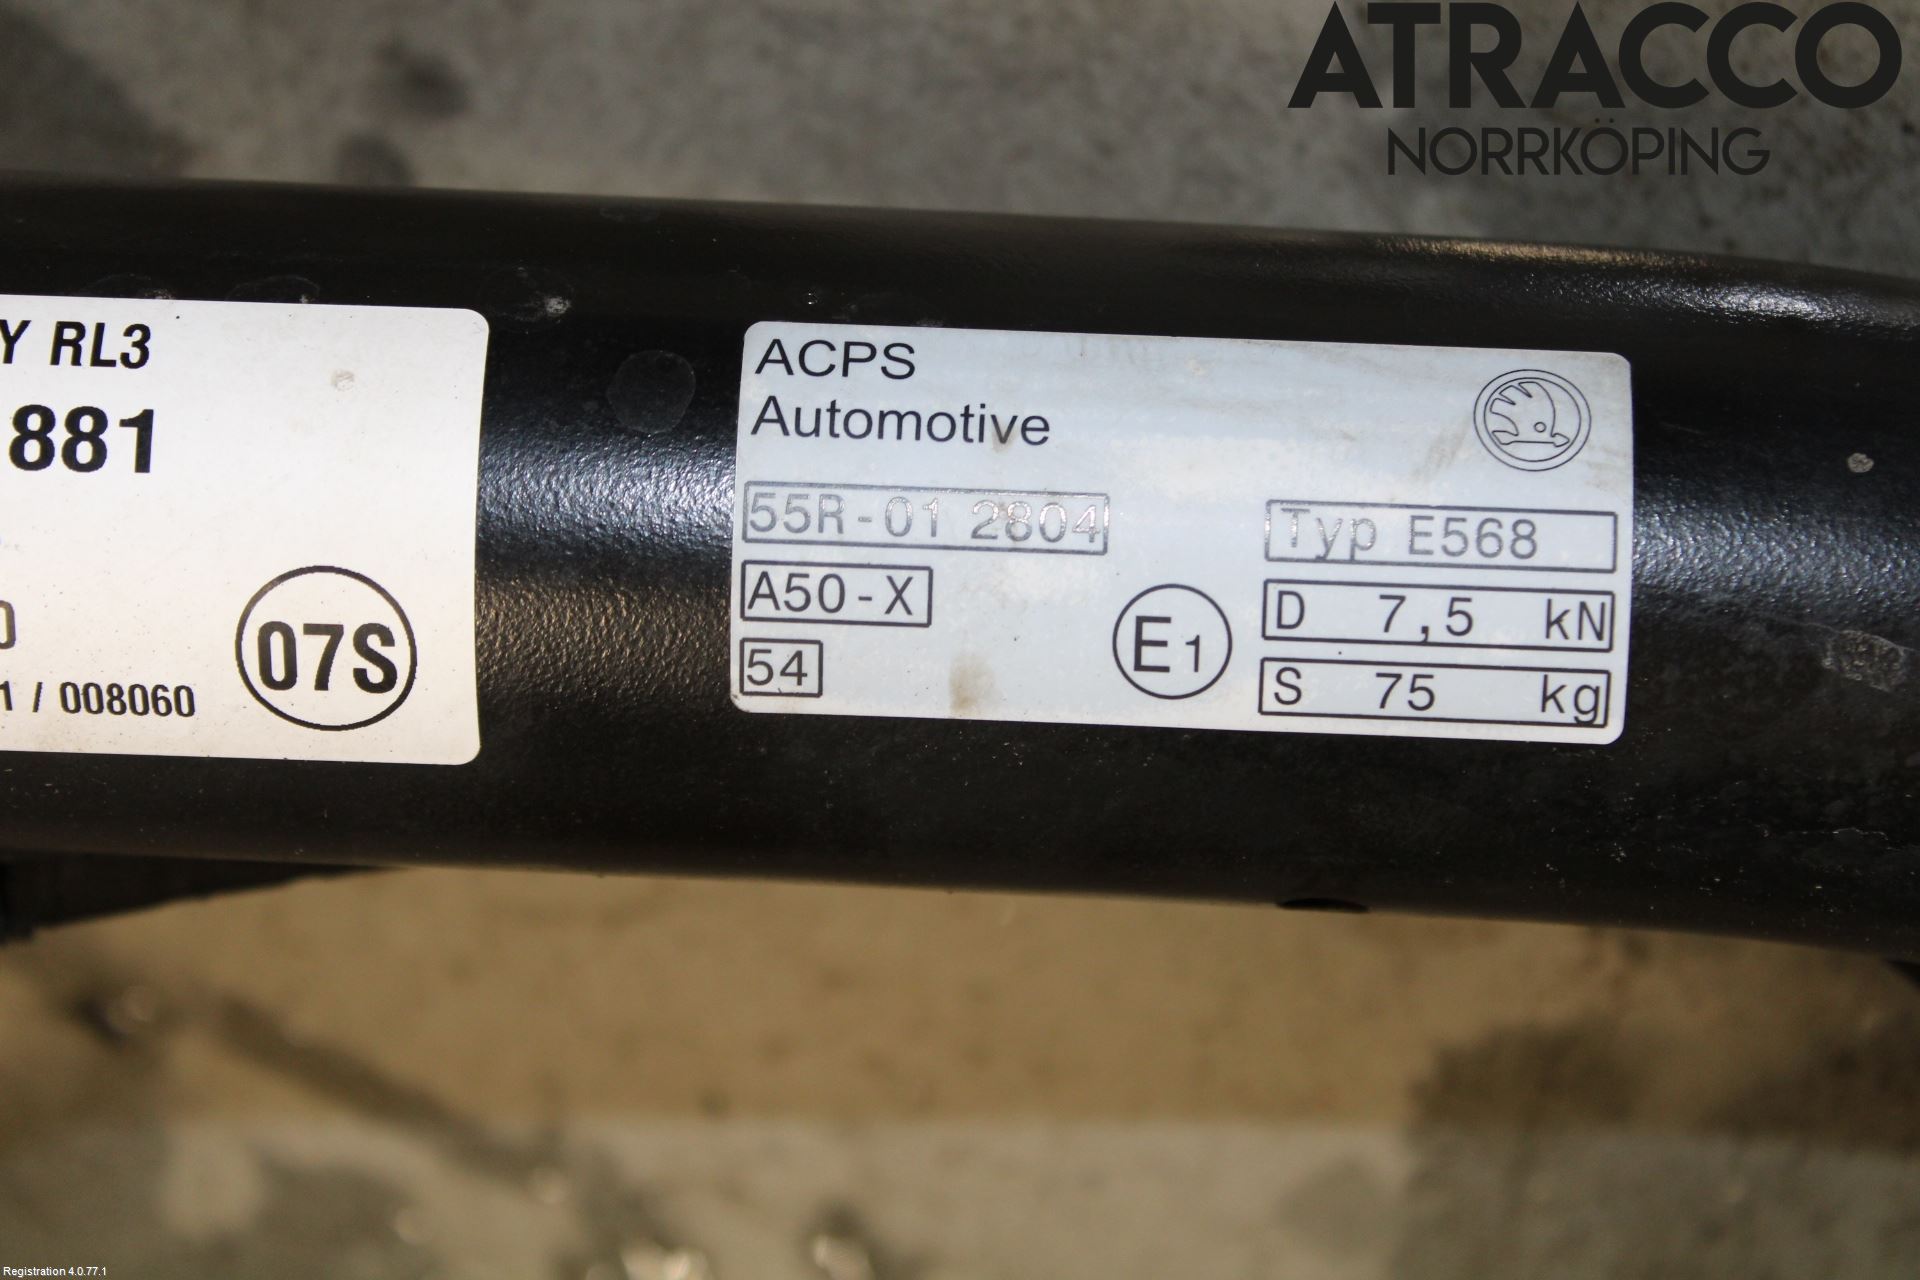 ATRACCO
NORRKÖPING
Y RL3
881
0
1 / 008060
07S
ACPS
Automotive
55R-01 2804
A50-X
54
E1
Typ E568
D 7,5 kN
S 75 kg
Registration 4.0.77.1